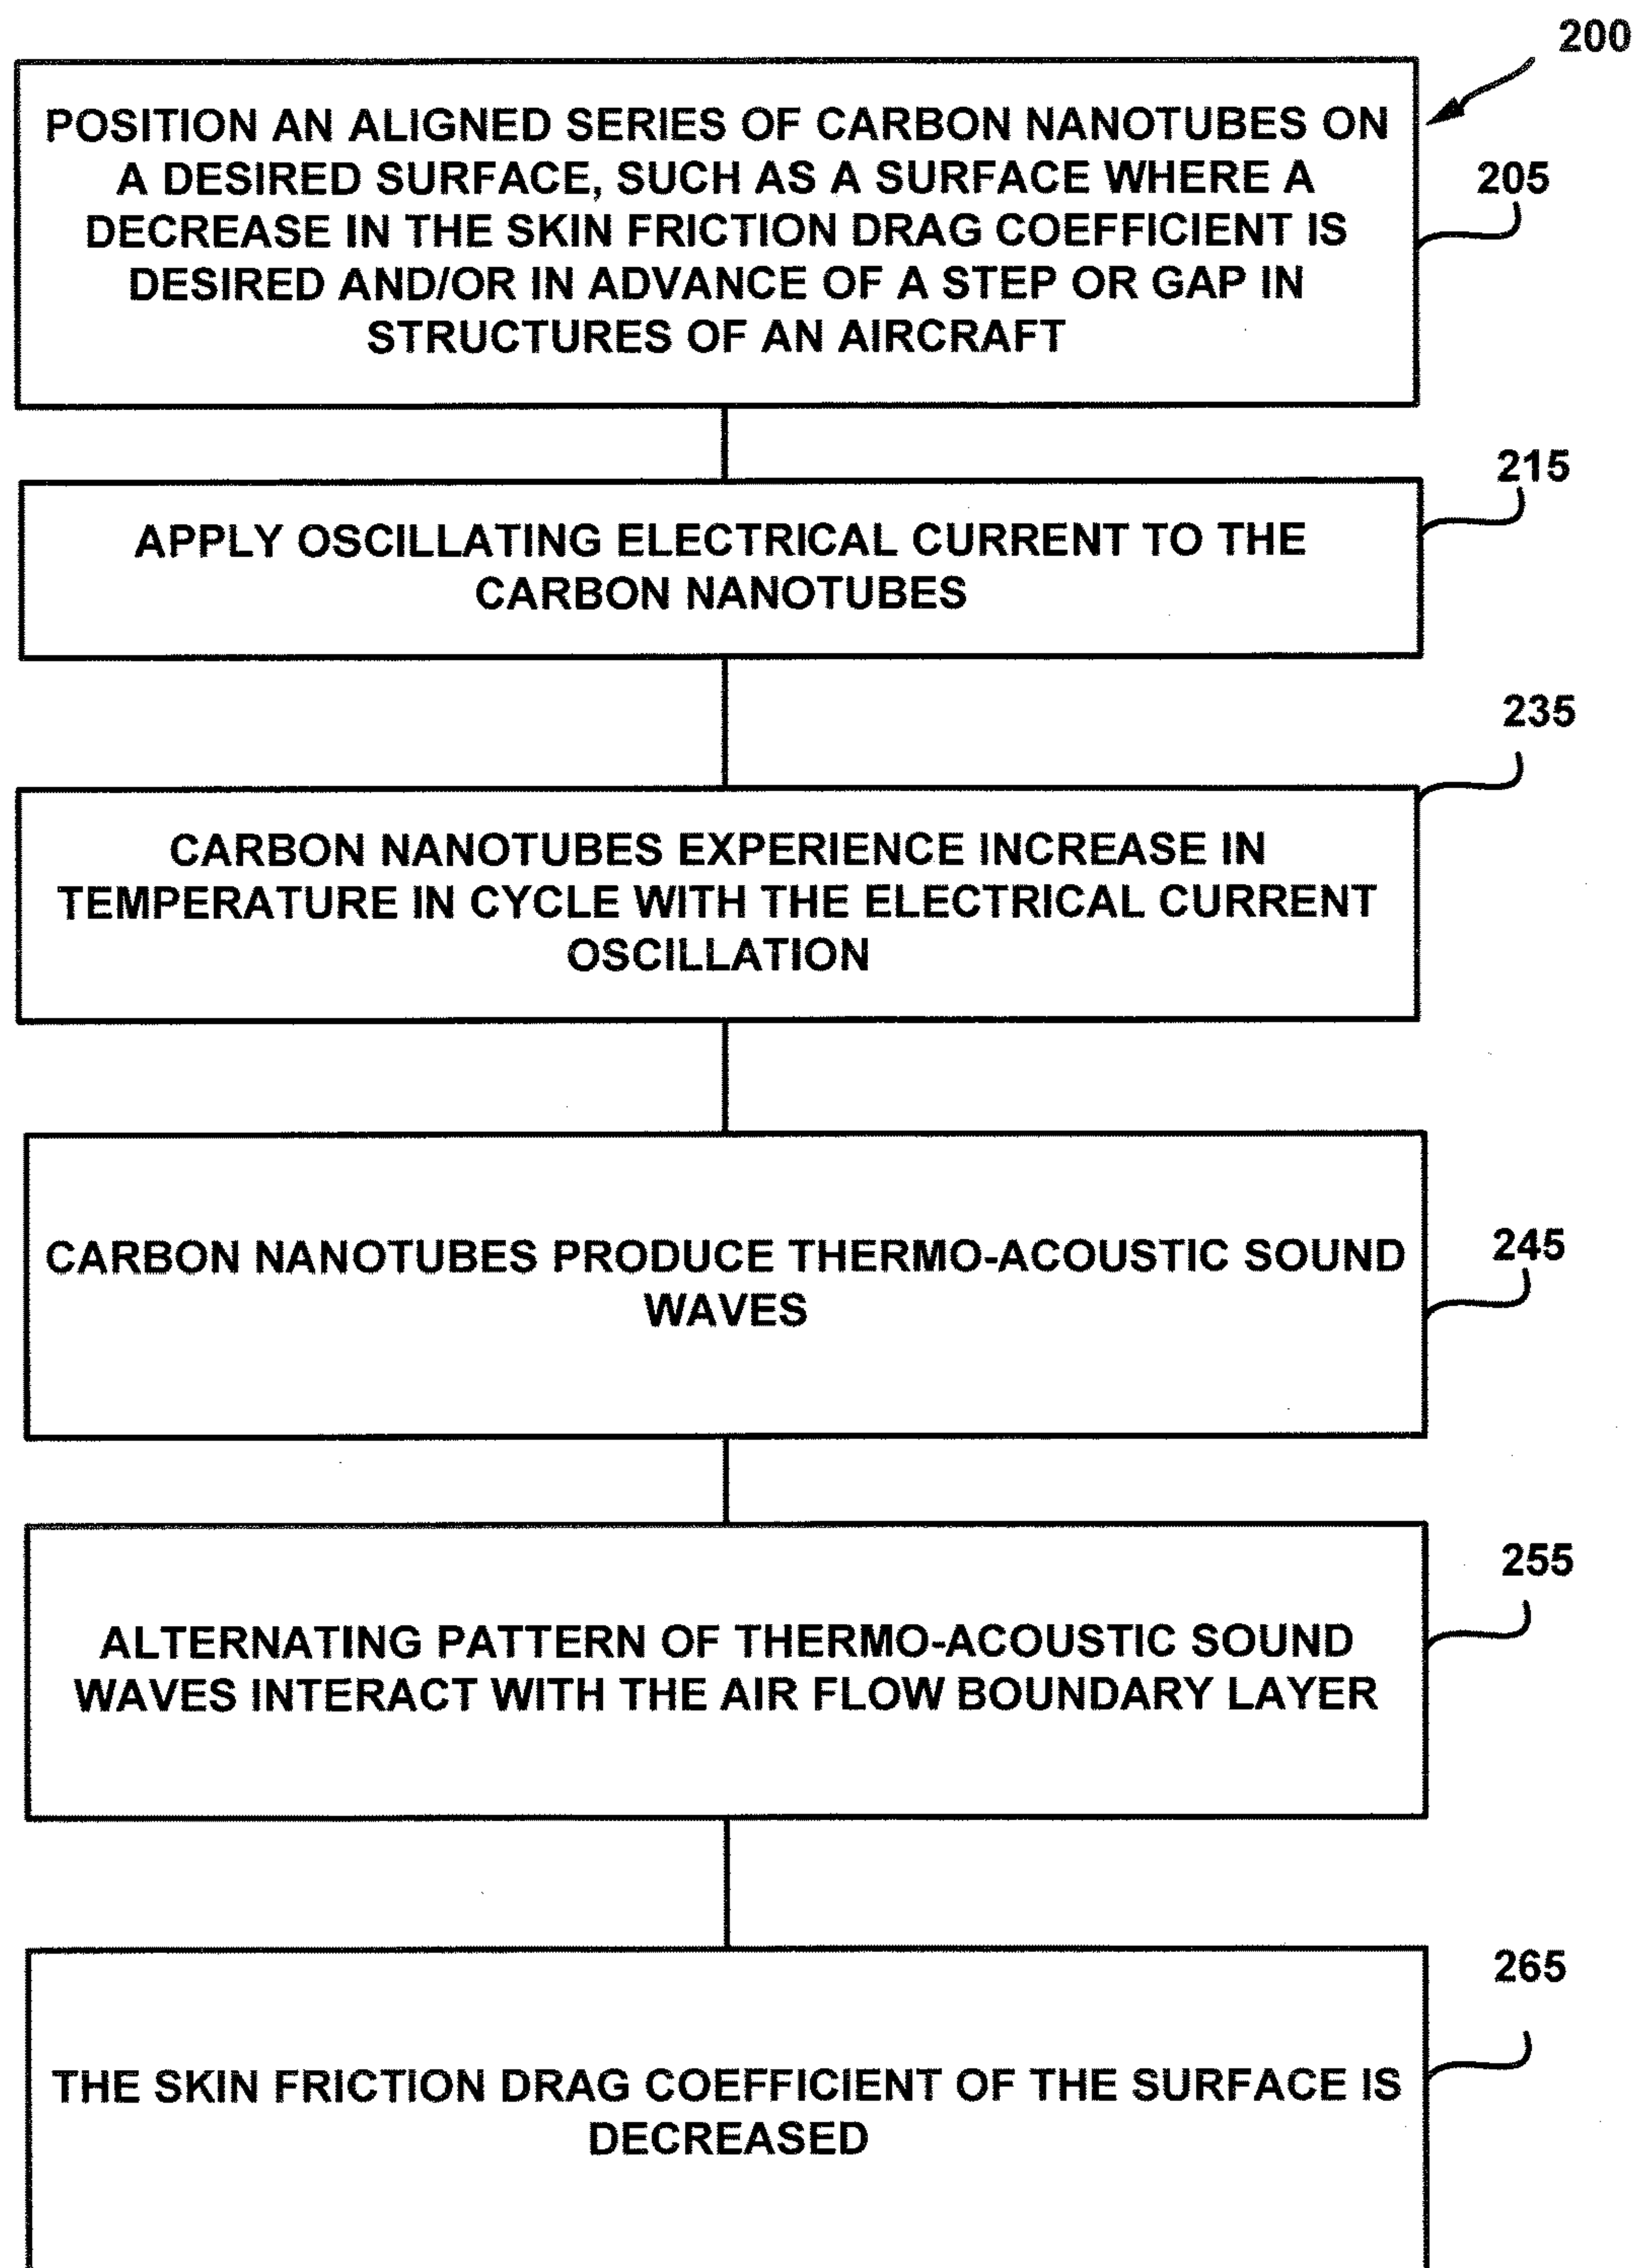 200
POSITION AN ALIGNED SERIES OF CARBON NANOTUBES ON
A DESIRED SURFACE, SUCH AS A SURFACE WHERE A
DECREASE IN THE SKIN FRICTION DRAG COEFFICIENT IS
DESIRED AND/OR IN ADVANCE OF A STEP OR GAP IN
STRUCTURES OF AN AIRCRAFT
205
APPLY OSCILLATING ELECTRICAL CURRENT TO THE
CARBON NANOTUBES
215
CARBON NANOTUBES EXPERIENCE INCREASE IN
TEMPERATURE IN CYCLE WITH THE ELECTRICAL CURRENT
OSCILLATION
235
CARBON NANOTUBES PRODUCE THERMO-ACOUSTIC SOUND
WAVES
245
ALTERNATING PATTERN OF THERMO-ACOUSTIC SOUND
WAVES INTERACT WITH THE AIR FLOW BOUNDARY LAYER
255
THE SKIN FRICTION DRAG COEFFICIENT OF THE SURFACE IS
DECREASED
265